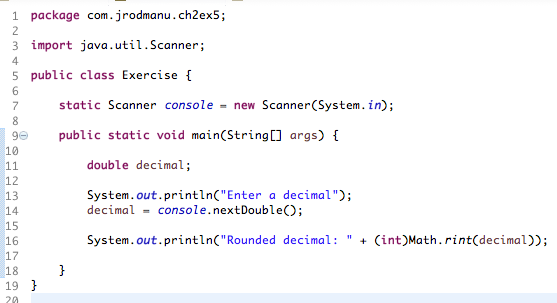 1 package com.jrodmanu.ch2ex5;
2
3 import java.util.Scanner;
4
5 public class Exercise {
6
7     static Scanner console = new Scanner(System.in);
8
9     public static void main(String[] args) {
10
11         double decimal;
12
13         System.out.println("Enter a decimal");
14         decimal = console.nextDouble();
15
16         System.out.println("Rounded decimal: " + (int)Math.rint(decimal));
17
18     }
19 }
20